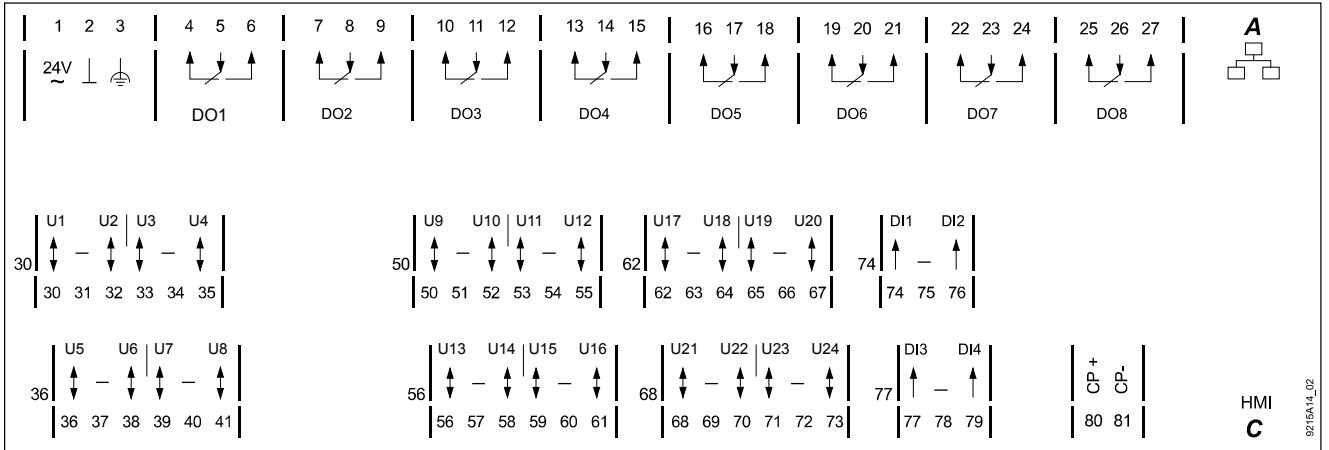 1 2 3 4 5 6 7 8 9 10 11 12 13 14 15 16 17 18 19 20 21 22 23 24 25 26 27 A
24V
~
DO1 DO2 DO3 DO4 DO5 DO6 DO7 DO8
U1 U2 U3 U4 U9 U10 U11 U12 U17 U18 U19 U20 DI1 DI2
30 – – 50 – – 62 – – 74 –
30 31 32 33 34 35 50 51 52 53 54 55 62 63 64 65 66 67 74 75 76
U5 U6 U7 U8 U13 U14 U15 U16 U21 U22 U23 U24 DI3 DI4 CP+ CP-
36 – – 56 – – 68 – – 77 –
36 37 38 39 40 41 56 57 58 59 60 61 68 69 70 71 72 73 77 78 79 80 81
HMI
C
9215A14_02